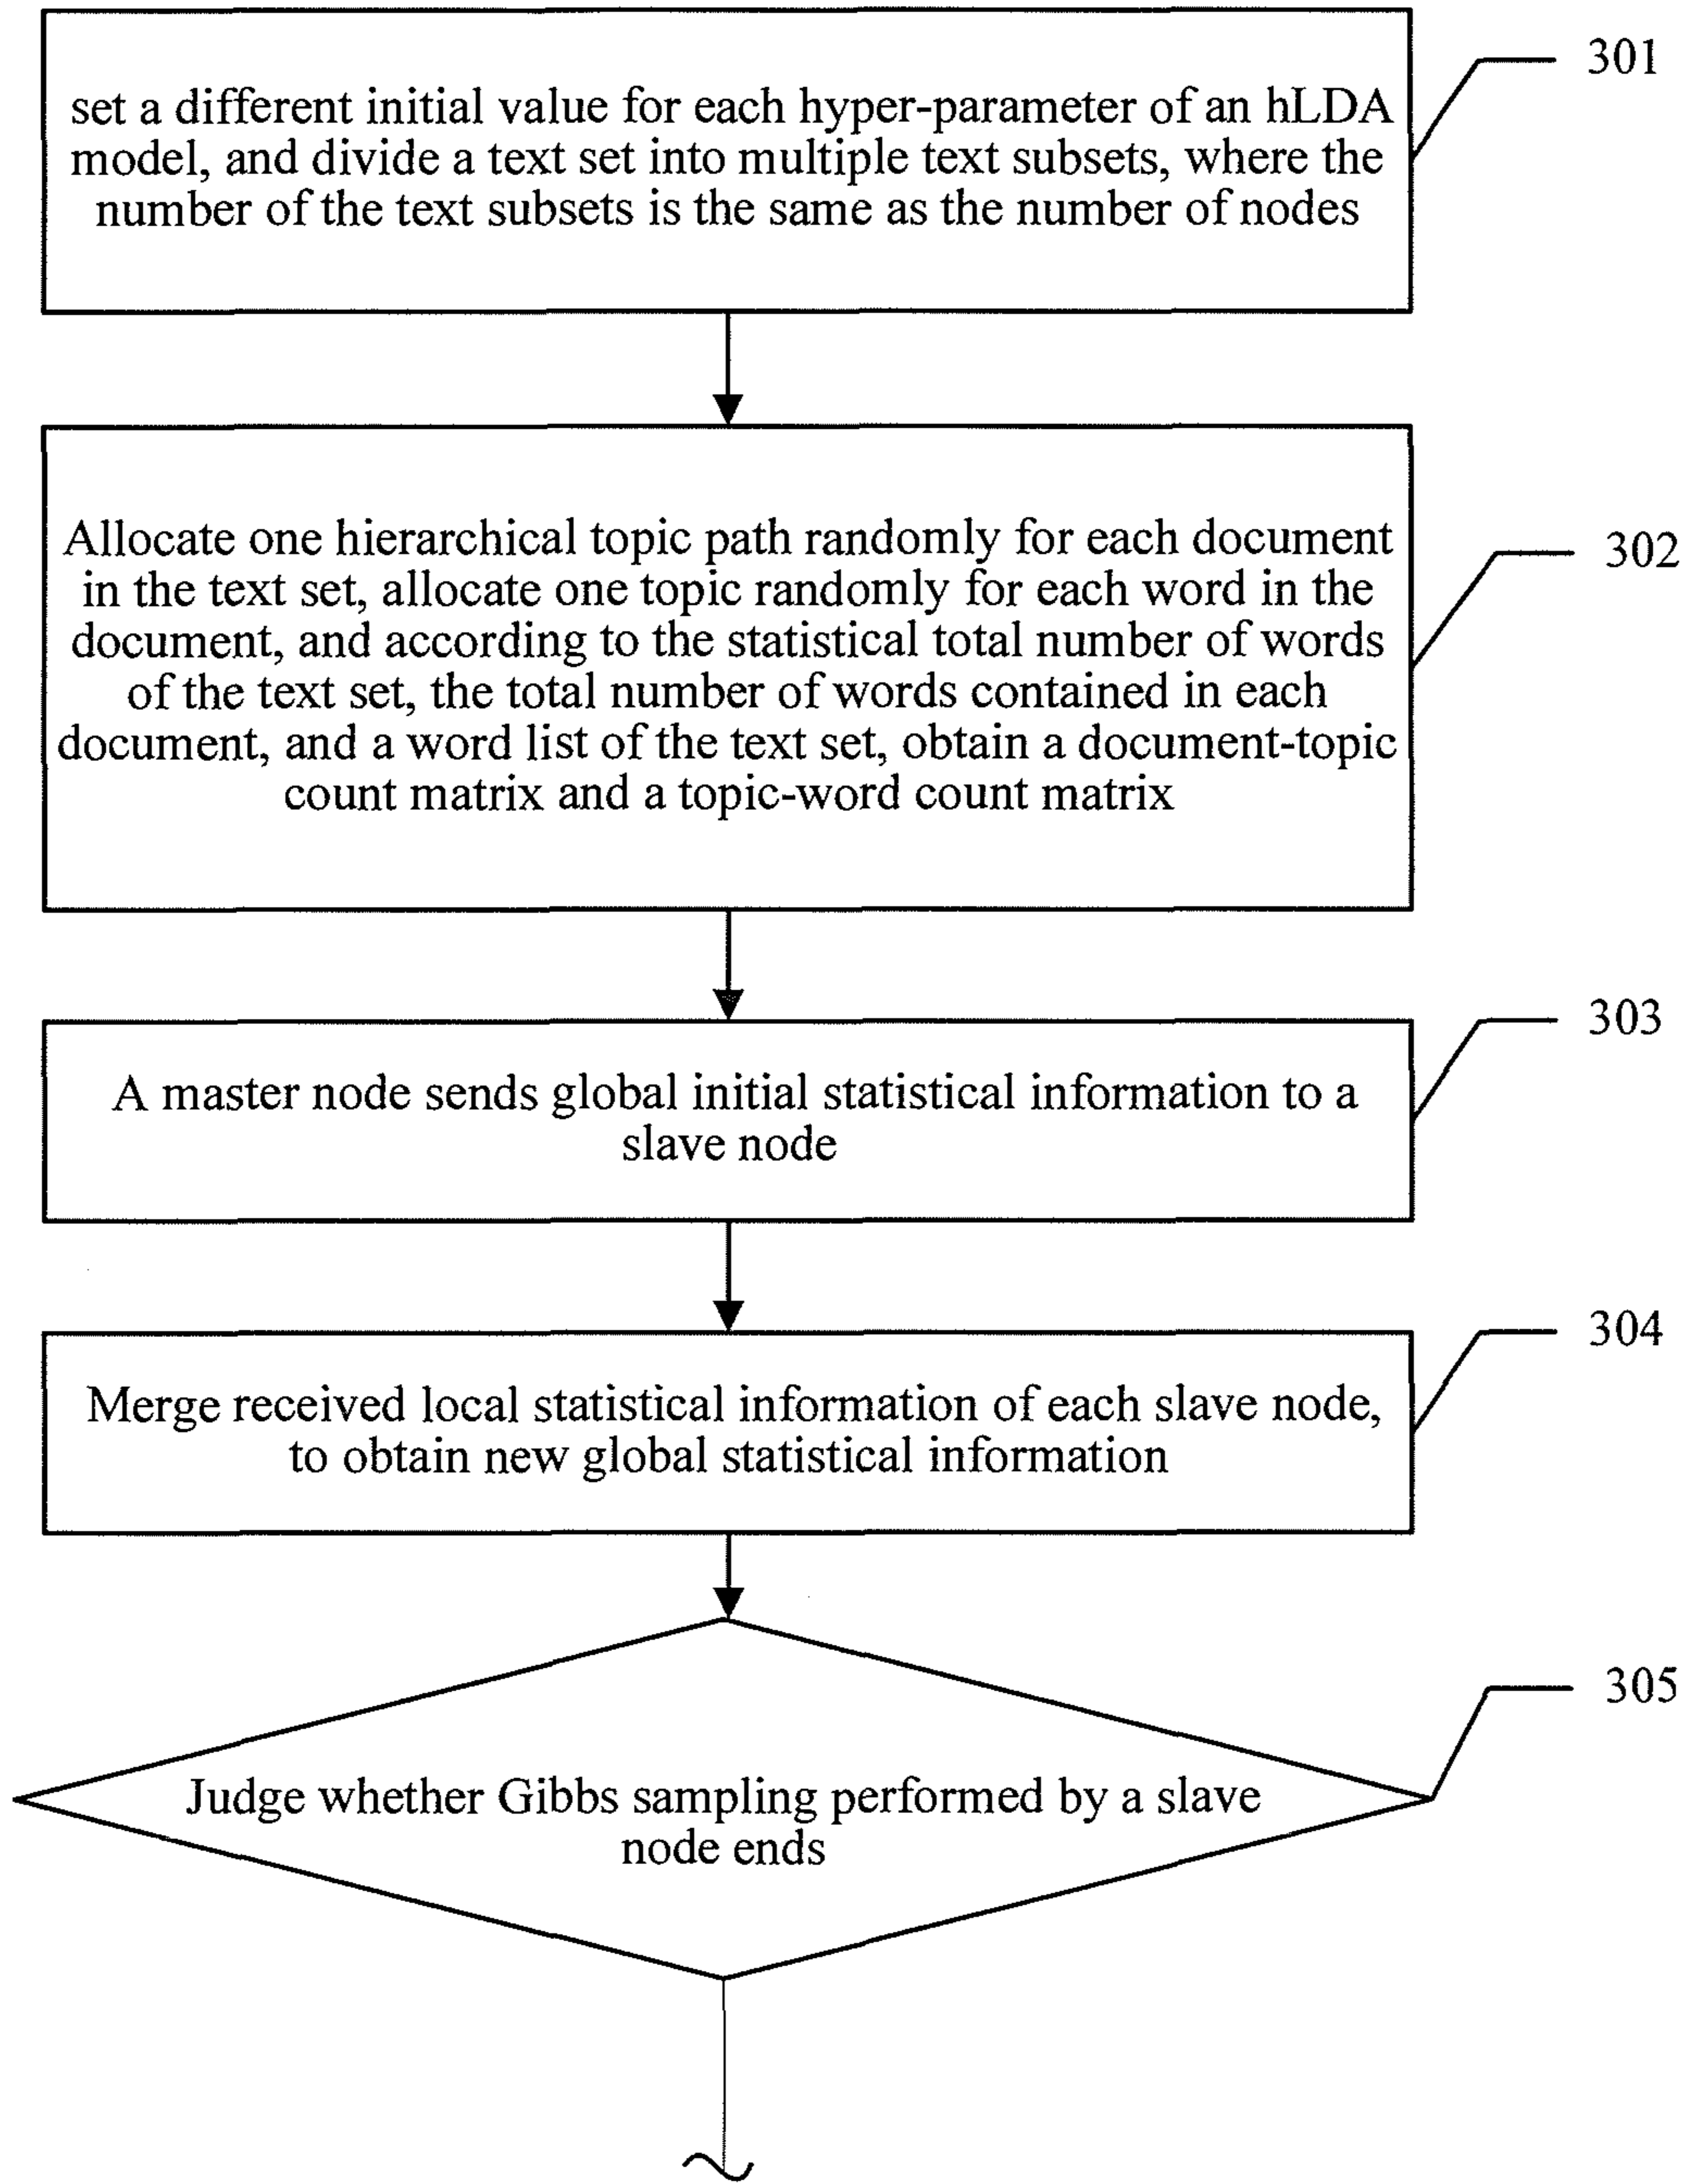 set a different initial value for each hyper-parameter of an hLDA
model, and divide a text set into multiple text subsets, where the
number of the text subsets is the same as the number of nodes
301
Allocate one hierarchical topic path randomly for each document
in the text set, allocate one topic randomly for each word in the
document, and according to the statistical total number of words
of the text set, the total number of words contained in each
document, and a word list of the text set, obtain a document-topic
count matrix and a topic-word count matrix
302
A master node sends global initial statistical information to a
slave node
303
Merge received local statistical information of each slave node,
to obtain new global statistical information
304
Judge whether Gibbs sampling performed by a slave
node ends
305